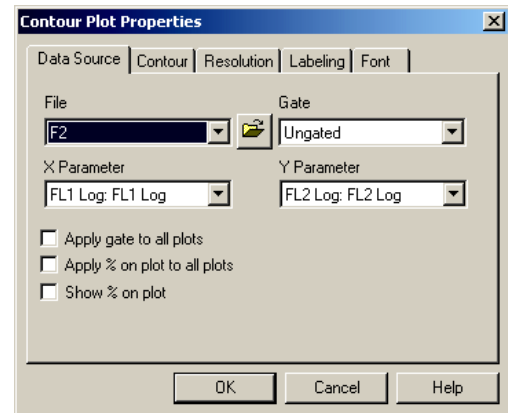 Contour Plot Properties
Data Source Contour Resolution Labeling Font
File Gate
F2 Ungated
X Parameter Y Parameter
FL1 Log: FL1 Log FL2 Log: FL2 Log
Apply gate to all plots
Apply % on plot to all plots
Show % on plot
OK Cancel Help